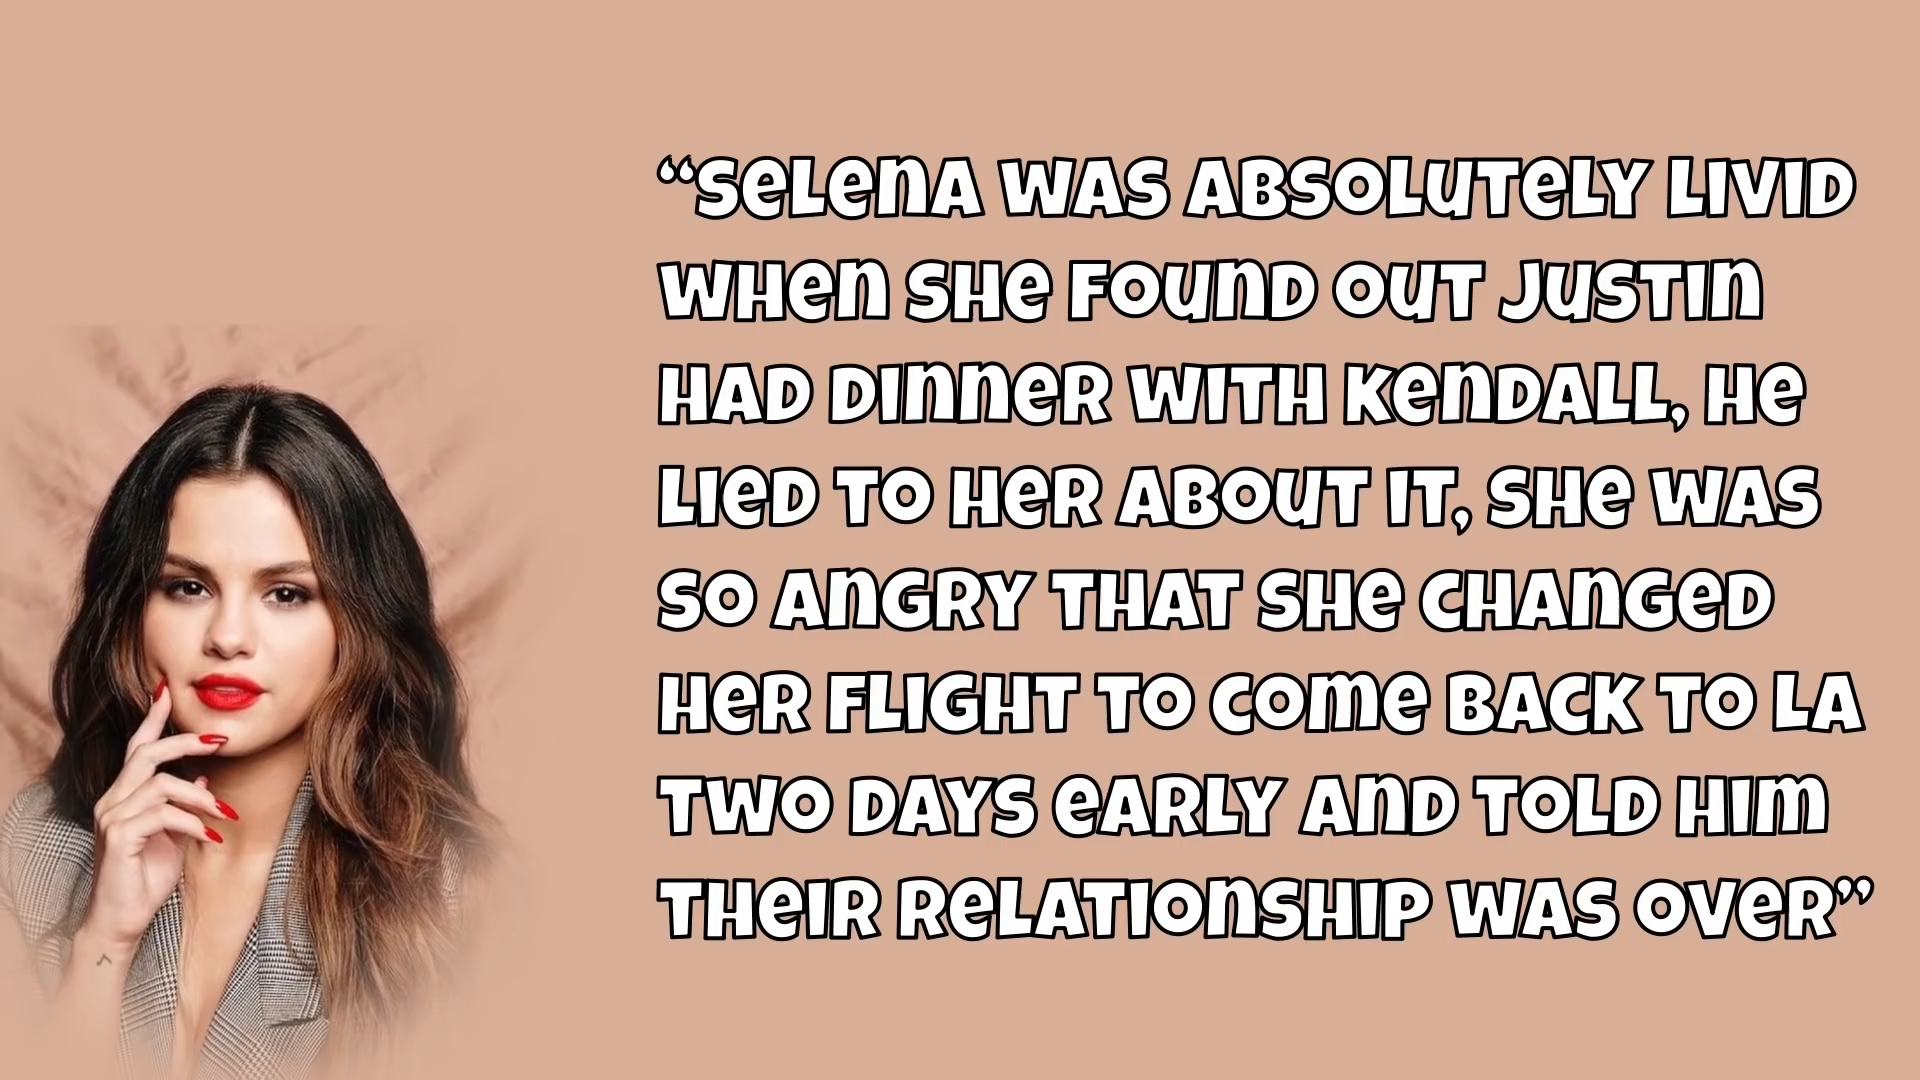 “Selena was absolutely livid
when she found out Justin
had dinner with Kendall, he
lied to her about it, she was
so angry that she changed
her flight to come back to LA
two days early and told him
their relationship was over”